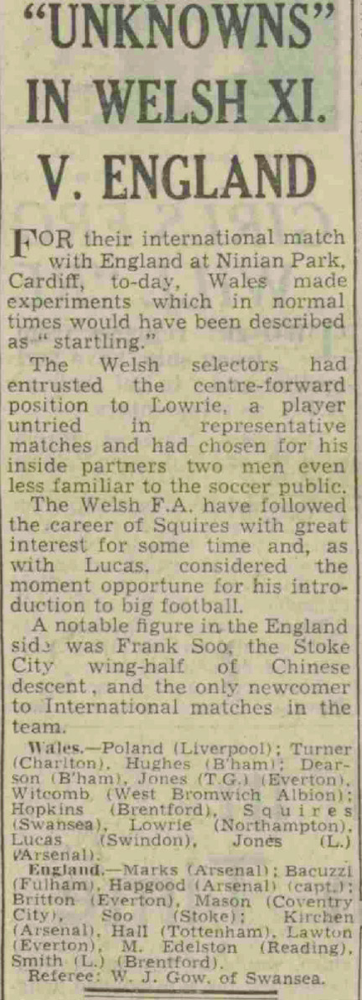 “UNKNOWNS”
IN WELSH XI.
V. ENGLAND
FOR their international match
with England at Ninian Park,
Cardiff, to-day, Wales made
experiments which in normal
times would have been described
as “startling.”
The Welsh selectors had
entrusted the centre-forward
position to Lowrie, a player
untried in representative
matches and had chosen for his
inside partners two men even
less familiar to the soccer public.
The Welsh F.A. have followed
the career of Squires with great
interest for some time and, as
with Lucas, considered the
moment opportune for his intro-
duction to big football.
A notable figure in the England
side was Frank Soo, the Stoke
City wing-half of Chinese
descent, and the only newcomer
to International matches in the
team.
Wales.—Poland (Liverpool); Turner
(Charlton), Hughes (B'ham); Dear-
son (B'ham), Jones (T.G.) (Everton),
Witcomb (West Bromwich Albion);
Hopkins (Brentford), Squires
(Swansea), Lowrie (Northampton),
Lucas (Swindon), Jones (L.)
(Arsenal).
England.—Marks (Arsenal); Bacuzzi
(Fulham), Hapgood (Arsenal) (capt.);
Britton (Everton), Mason (Coventry
City), Soo (Stoke); Kirchen
(Arsenal), Hall (Tottenham), Lawton
(Everton), M. Edelston (Reading),
Smith (L.) (Brentford).
Referee: W. J. Gow, of Swansea.